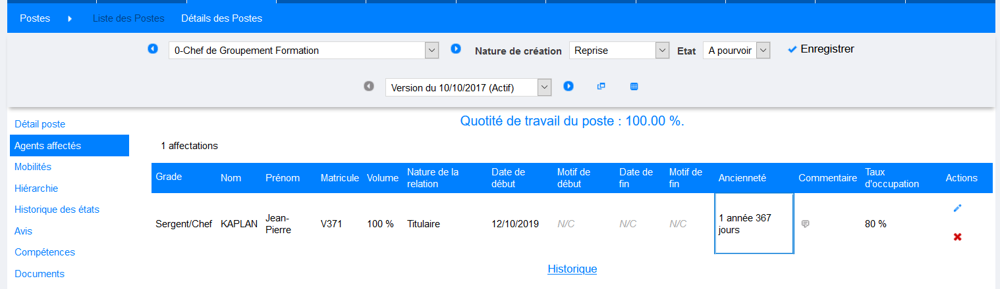 Postes Liste des Postes Détails des Postes
0-Chef de Groupement Formation Nature de création Reprise Etat A pourvoir Enregistrer
Version du 10/10/2017 (Actif)
Détail poste
Agents affectés
Mobilités
Hiérarchie
Historique des états
Avis
Compétences
Documents
Quotité de travail du poste : 100.00 %.
1 affectations
Grade Nom Prénom Matricule Volume Nature de la relation Date de début Motif de début Date de fin Motif de fin Ancienneté Commentaire Taux d'occupation Actions
Sergent/Chef KAPLAN Jean-Pierre V371 100 % Titulaire 12/10/2019 N/C N/C N/C 1 année 367 jours 80 %
Historique